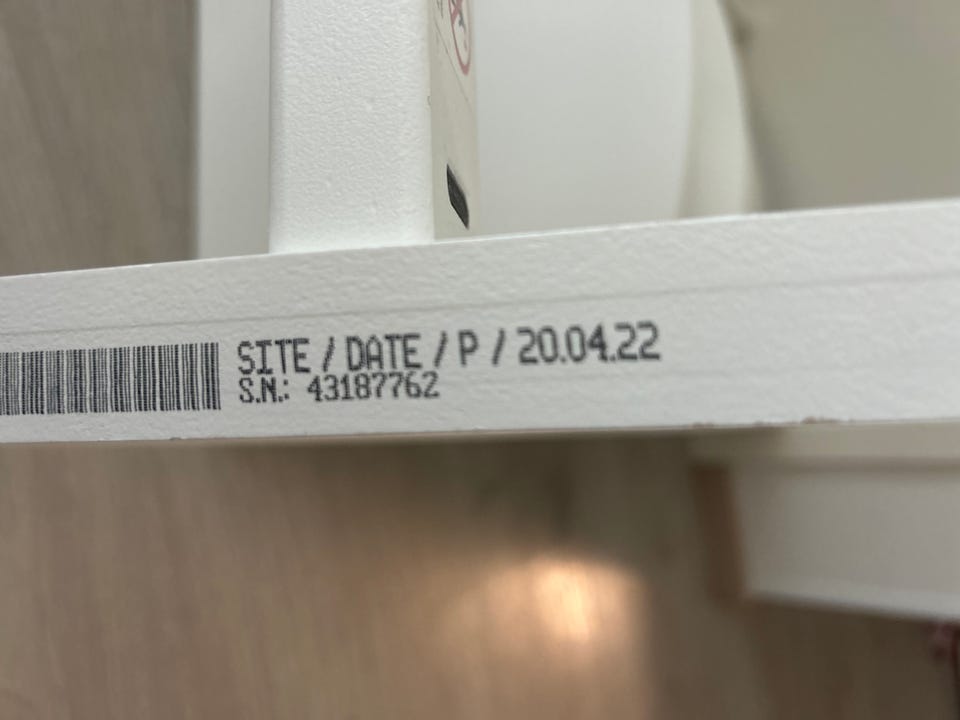 SITE / DATE / P / 20.04.22
S.N.: 43187762